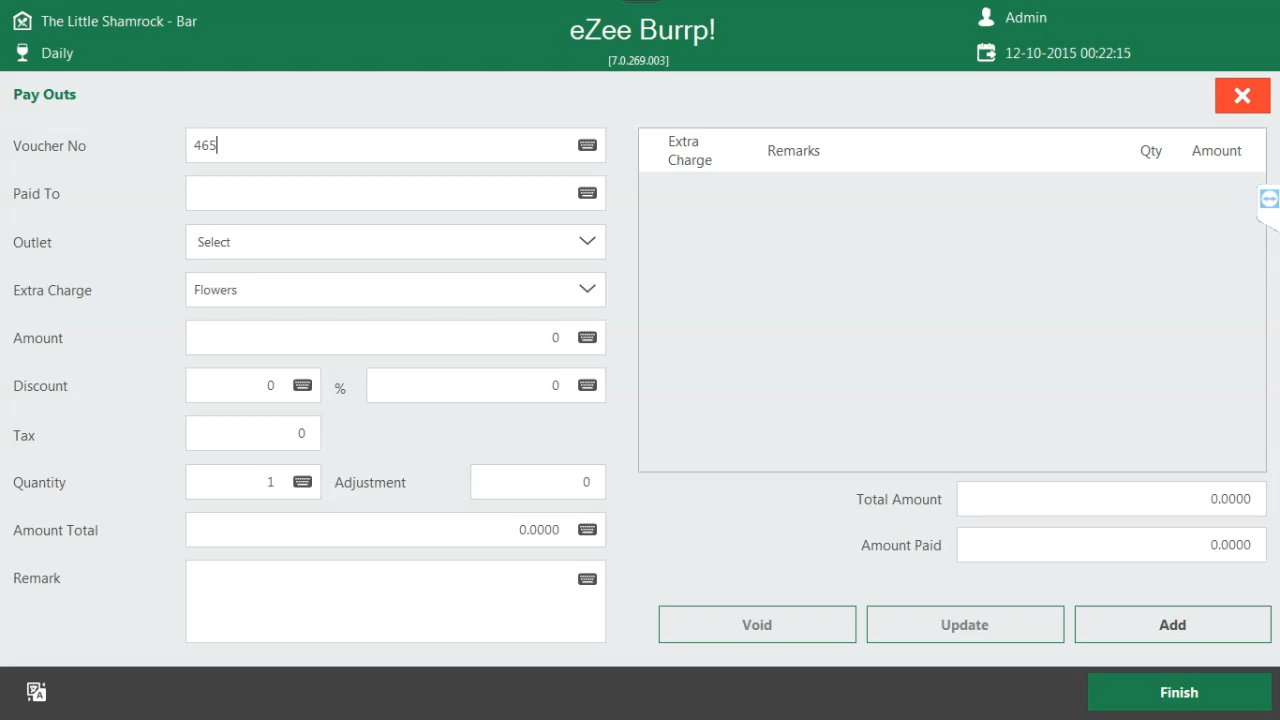 The Little Shamrock - Bar
Daily
eZee Burrp!
[7.0.269.003]
Admin
12-10-2015 00:22:15
Pay Outs
Voucher No 465
Paid To
Outlet Select
Extra Charge Flowers
Amount 0
Discount 0 % 0
Tax 0
Quantity 1 Adjustment 0
Amount Total 0.0000
Remark
Extra
Charge
Remarks
Qty
Amount
Total Amount 0.0000
Amount Paid 0.0000
Void
Update
Add
Finish